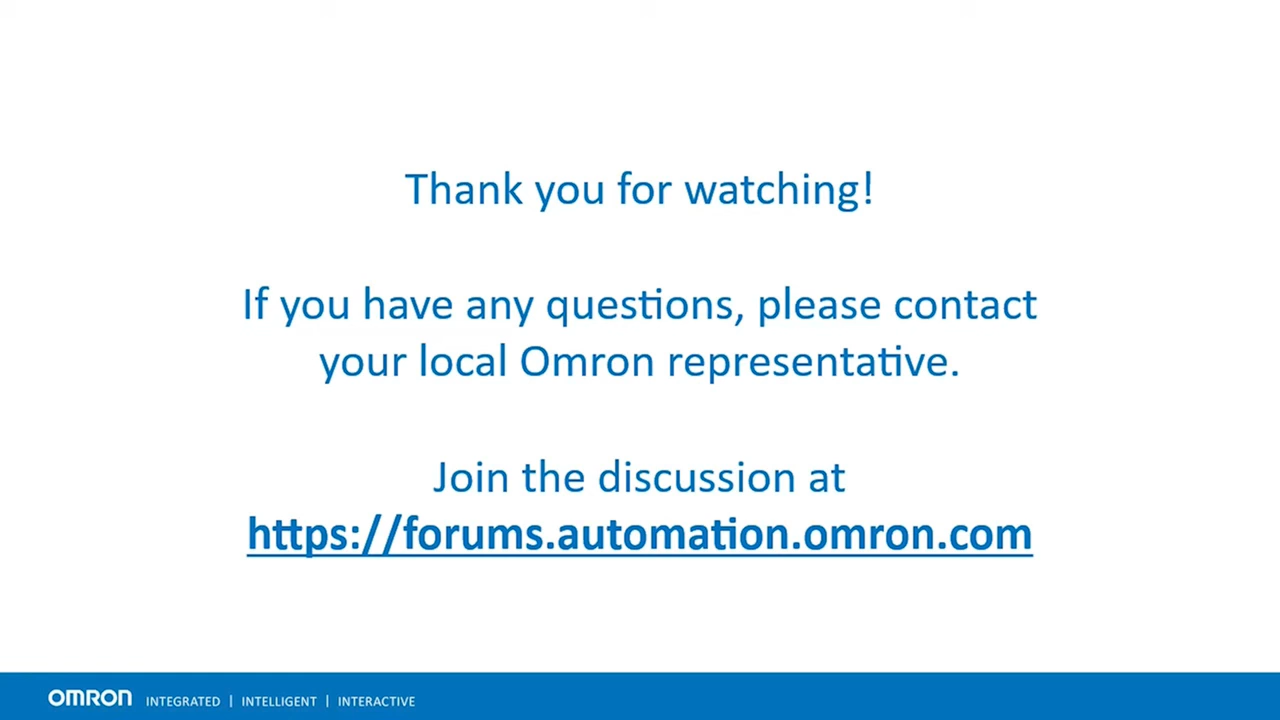 Thank you for watching!
If you have any questions, please contact
your local Omron representative.
Join the discussion at
https://forums.automation.omron.com
OMRON INTEGRATED | INTELLIGENT | INTERACTIVE